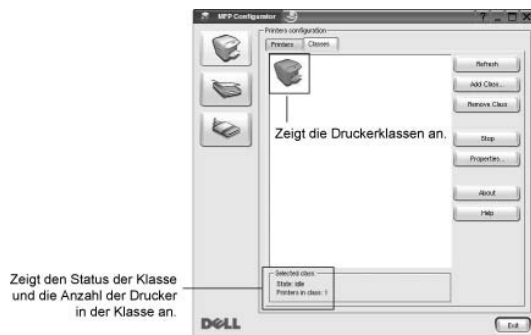 MFP Configurator
Printers configuration
Printers
Classes
Refresh
Add Class...
Remove Class
Zeigt die Druckerklassen an.
Stop
Properties...
About
Help
Selected class
State: Idle
Printers in class: 1
Zeigt den Status der Klasse
und die Anzahl der Drucker
in der Klasse an.
DELL
Exit